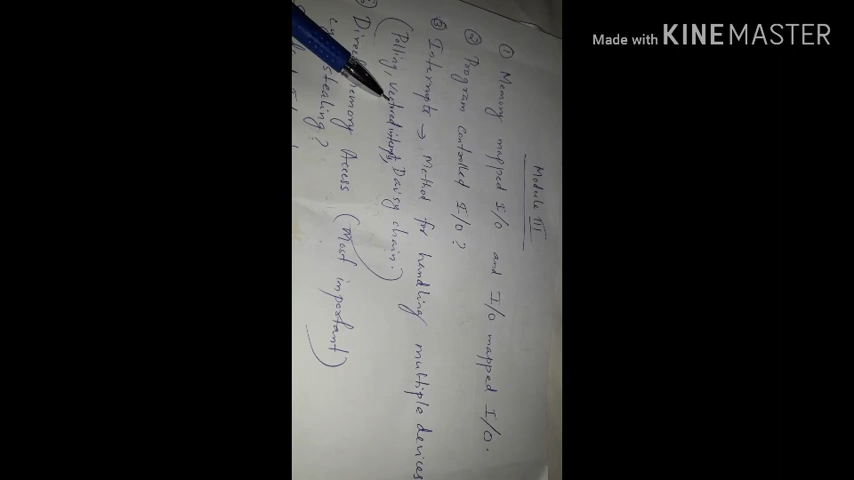 Made with KINEMASTER
Module III
① Memory mapped I/O and I/O mapped I/O.
② Program Controlled I/O?
③ Interrupts → Method for handling multiple devices
(Polling, Vectored interrupts, Daisy chain.)
Direct Memory Access (Most important)
stealing?